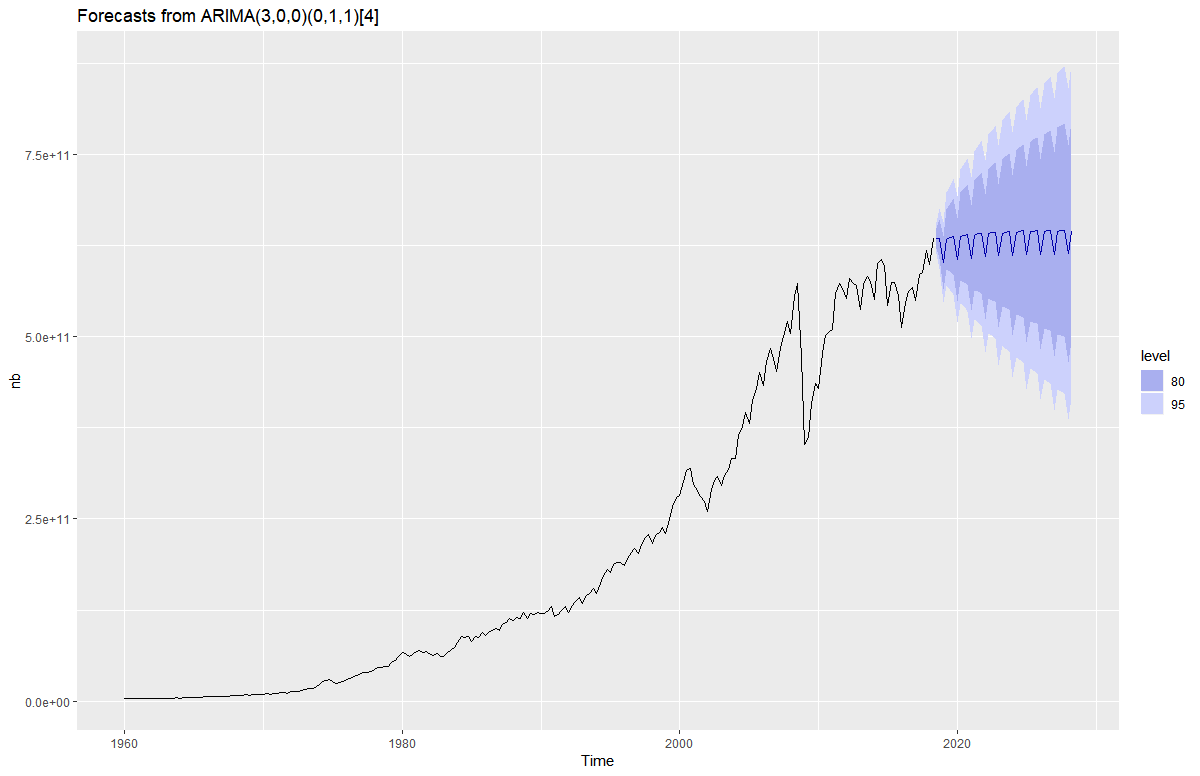 Forecasts from ARIMA(3,0,0)(0,1,1)[4]
7.5e+11
5.0e+11
2.5e+11
0.0e+00
nb
1960 1980 2000 2020
Time
level
80
95